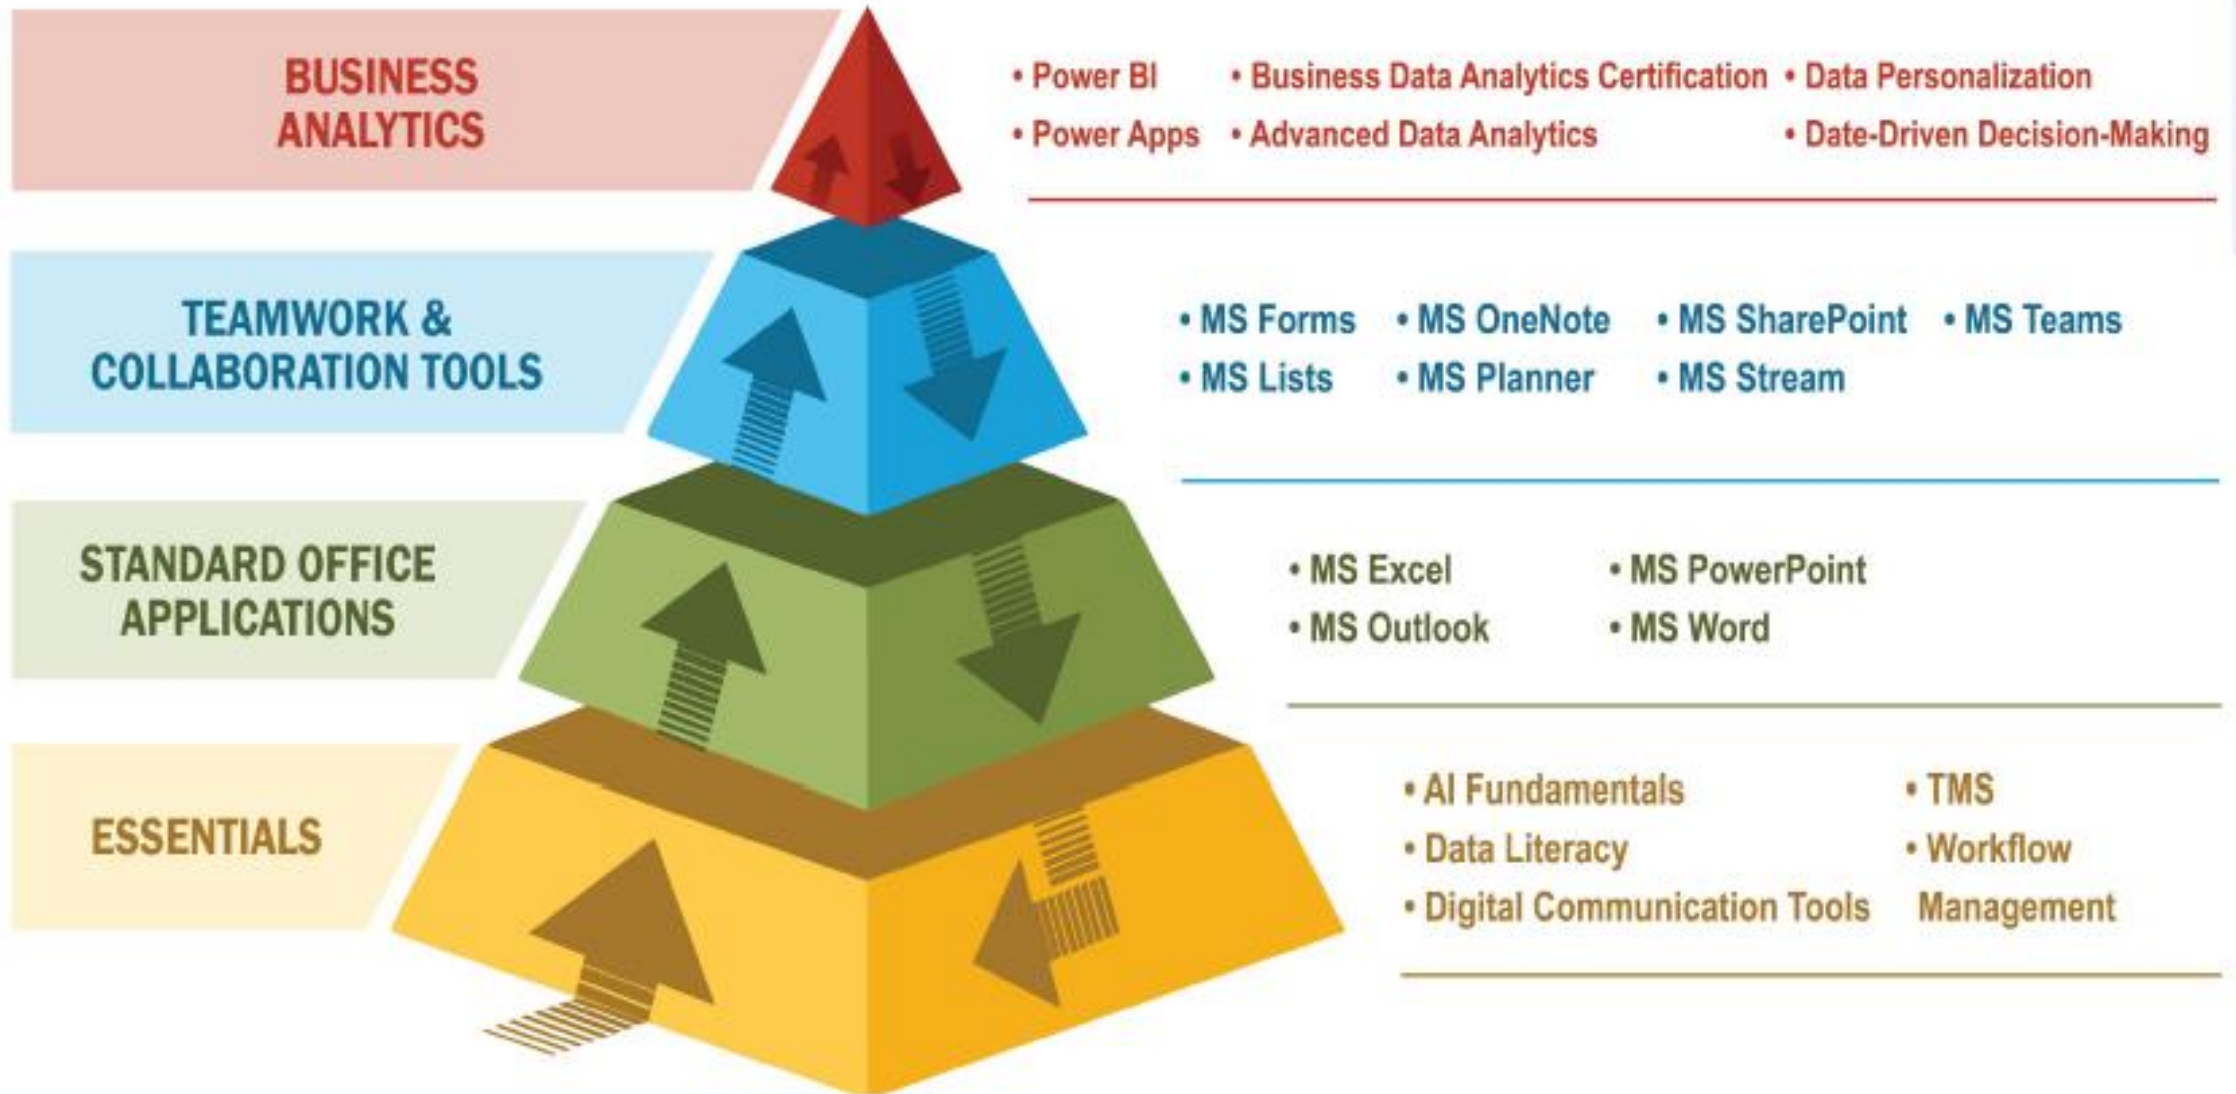 BUSINESS
ANALYTICS
• Power BI • Business Data Analytics Certification • Data Personalization
• Power Apps • Advanced Data Analytics • Date-Driven Decision-Making
TEAMWORK &
COLLABORATION TOOLS
• MS Forms • MS OneNote • MS SharePoint • MS Teams
• MS Lists • MS Planner • MS Stream
STANDARD OFFICE
APPLICATIONS
• MS Excel • MS PowerPoint
• MS Outlook • MS Word
ESSENTIALS
• AI Fundamentals • TMS
• Data Literacy • Workflow
• Digital Communication Tools Management